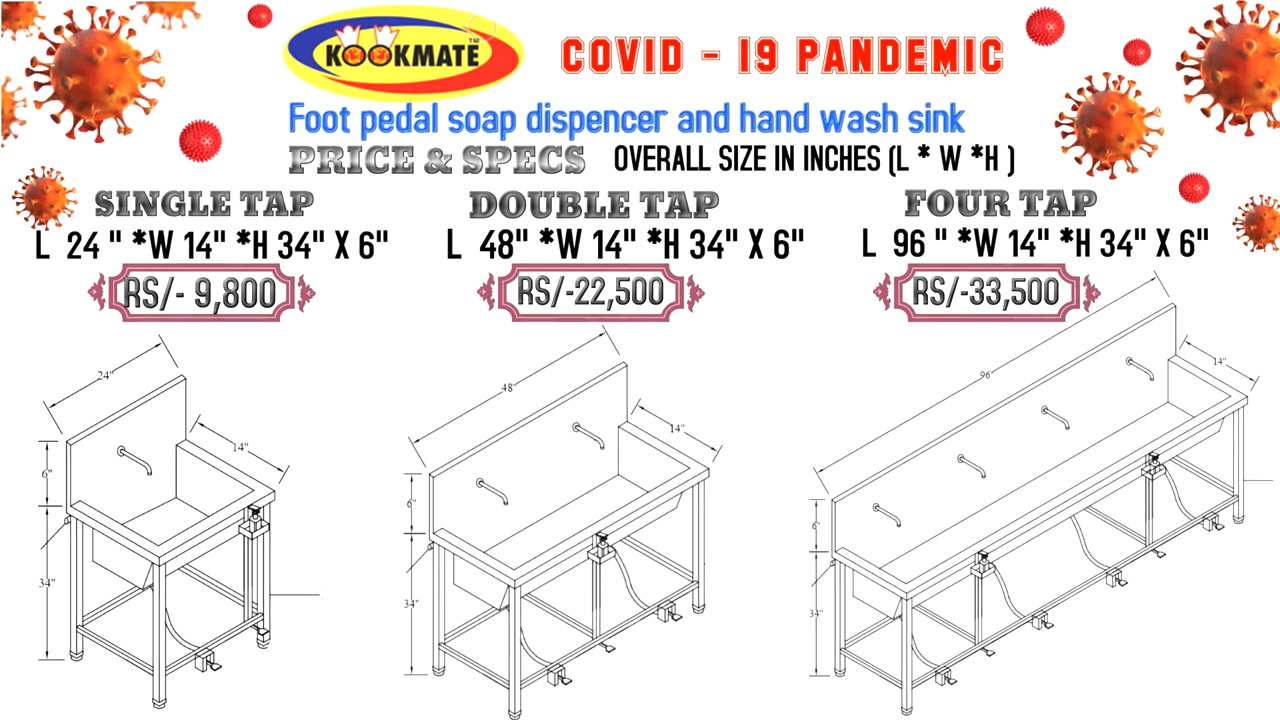 KOOKMATE TM
COVID - 19 PANDEMIC
Foot pedal soap dispencer and hand wash sink
PRICE & SPECS OVERALL SIZE IN INCHES (L * W *H )
SINGLE TAP
L 24 " *W 14" *H 34" X 6"
RS/- 9,800
DOUBLE TAP
L 48" *W 14" *H 34" X 6"
RS/-22,500
FOUR TAP
L 96 " *W 14" *H 34" X 6"
RS/-33,500
24"
14"
6"
34"
48"
14"
6"
34"
96"
14"
6"
34"